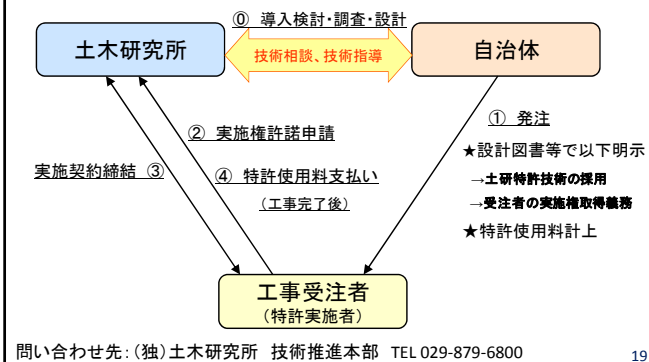 ⓪ 導入検討・調査・設計
土木研究所
技術相談、技術指導
自治体
① 発注
② 実施権許諾申請
★設計図書等で以下明示
実施契約締結 ③
④ 特許使用料支払い
→土研特許技術の採用
(工事完了後)
→受注者の実施権取得義務
★特許使用料計上
工事受注者
(特許実施者)
問い合わせ先:(独)土木研究所 技術推進本部 TEL 029-879-6800
19